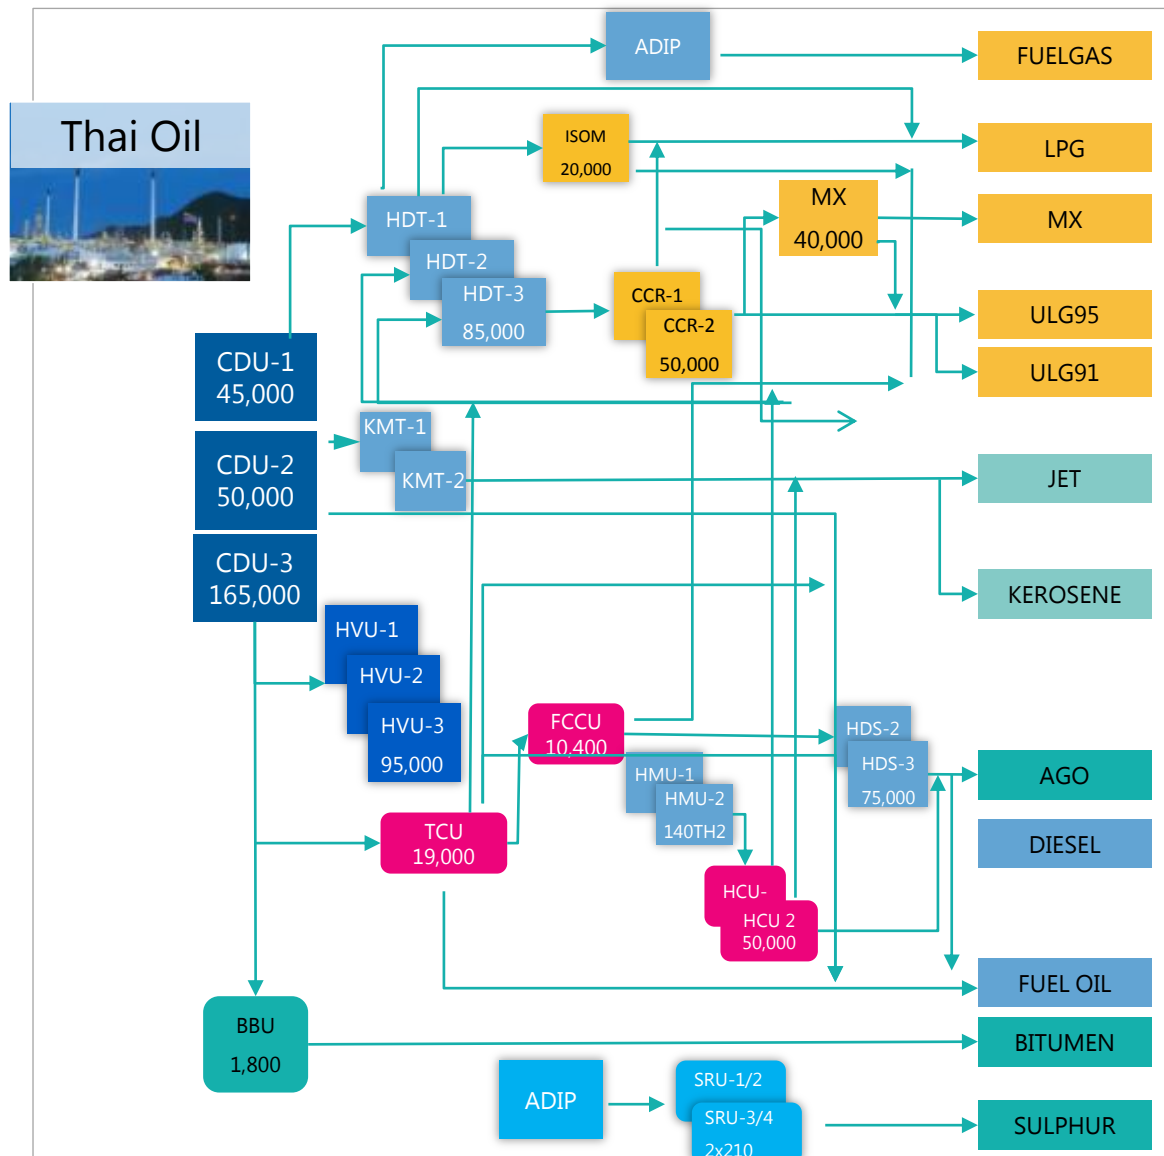 ADIP
FUELGAS
Thai Oil
ISOM
20,000
LPG
HDT-1
MX
40,000
MX
HDT-2
HDT-3
85,000
CCR-1
CCR-2
50,000
ULG95
CDU-1
45,000
ULG91
KMT-1
KMT-2
CDU-2
50,000
JET
CDU-3
165,000
KEROSENE
HVU-1
HVU-2
HVU-3
95,000
FCCU
10,400
HDS-2
HDS-3
75,000
AGO
HMU-1
HMU-2
140TH2
TCU
19,000
DIESEL
HCU-
HCU 2
50,000
FUEL OIL
BBU
1,800
BITUMEN
ADIP
SRU-1/2
SRU-3/4
2x210
SULPHUR